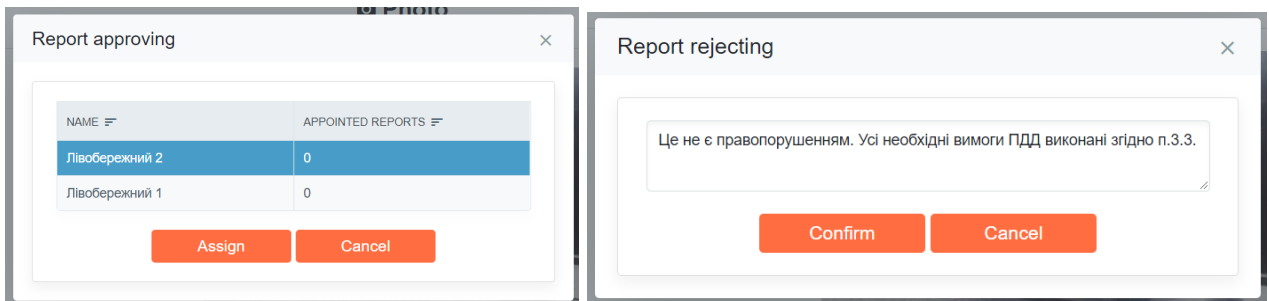 Photo
Report approving
NAME
APPOINTED REPORTS
Лівобережний 2
0
Лівобережний 1
0
Assign
Cancel
Report rejecting
Це не є правопорушенням. Усі необхідні вимоги ПДД виконані згідно п.3.3.
Confirm
Cancel